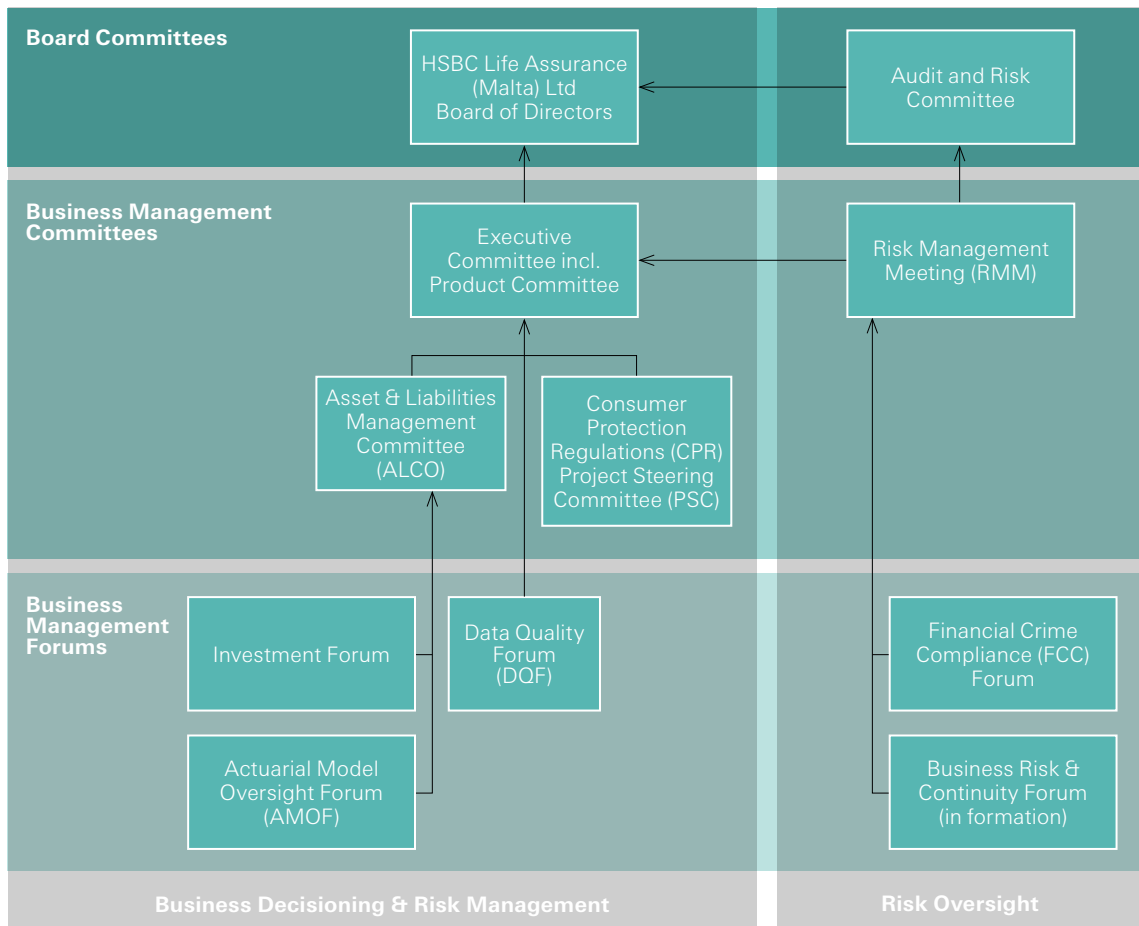 Board Committees
HSBC Life Assurance
(Malta) Ltd
Board of Directors
Audit and Risk
Committee
Business Management
Committees
Executive
Committee incl.
Product Committee
Risk Management
Meeting (RMM)
Asset & Liabilities
Management
Committee
(ALCO)
Consumer
Protection
Regulations (CPR)
Project Steering
Committee (PSC)
Business
Management
Forums
Investment Forum
Data Quality
Forum
(DQF)
Financial Crime
Compliance (FCC)
Forum
Actuarial Model
Oversight Forum
(AMOF)
Business Risk &
Continuity Forum
(in formation)
Business Decisioning & Risk Management
Risk Oversight